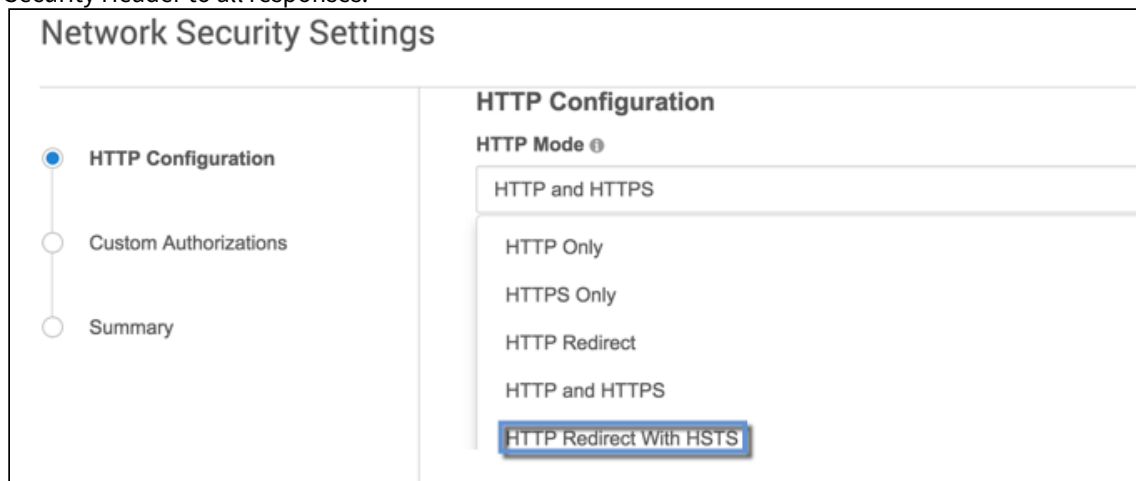 Security Header to all responses.
Network Security Settings
HTTP Configuration
Custom Authorizations
Summary
HTTP Configuration
HTTP Mode
HTTP and HTTPS
HTTP Only
HTTPS Only
HTTP Redirect
HTTP and HTTPS
HTTP Redirect With HSTS